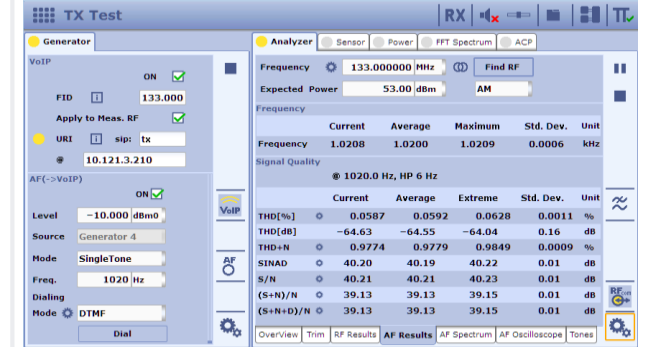 TX Test
RX
Generator
VoIP
ON
FID i 133.000
Apply to Meas. RF
URI i sip: tx
@ 10.121.3.210
AF(->VoIP)
ON
Level -10.000 dBm0
Source Generator 4
Mode SingleTone
Freq. 1020 Hz
Dialing
Mode DTMF
Dial
VoIP
AF
Analyzer Sensor Power FFT Spectrum ACP
Frequency 133.000000 MHz Find RF
Expected Power 53.00 dBm AM
Frequency
Current Average Maximum Std. Dev. Unit
Frequency 1.0208 1.0200 1.0209 0.0006 kHz
Signal Quality
@ 1020.0 Hz, HP 6 Hz
Current Average Extreme Std. Dev. Unit
THD[%] 0.0587 0.0592 0.0628 0.0011 %
THD[dB] -64.63 -64.55 -64.04 0.16 dB
THD+N 0.9774 0.9779 0.9849 0.0009 %
SINAD 40.20 40.19 40.22 0.01 dB
S/N 40.21 40.21 40.23 0.01 dB
(S+N)/N 39.13 39.13 39.15 0.01 dB
(S+N+D)/N 39.13 39.13 39.15 0.01 dB
OverView Trim RF Results AF Results AF Spectrum AF Oscilloscope Tones